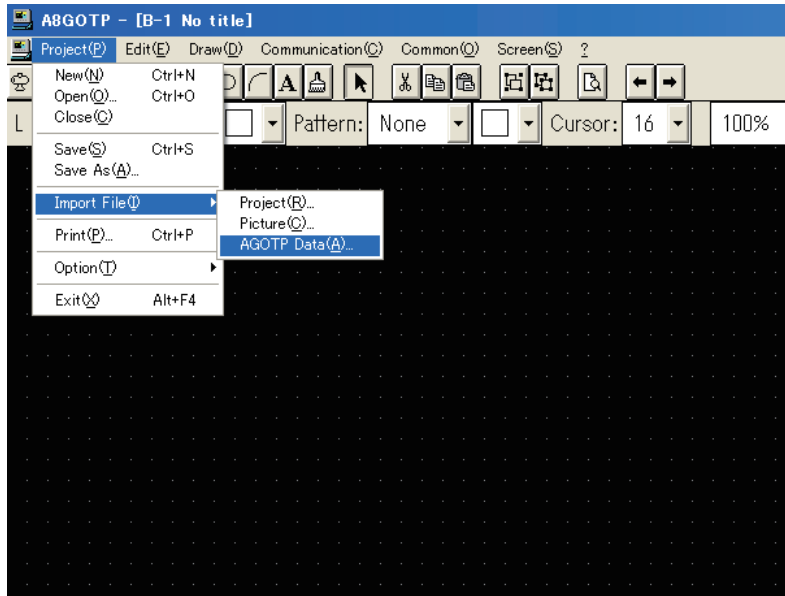 A8GOTP - [B-1 No title]
Project(P) Edit(E) Draw(D) Communication(C) Common(O) Screen(S) ?
A
L Pattern: None Cursor: 16 100%
New(N) Ctrl+N
Open(O)... Ctrl+O
Close(C)
Save(S) Ctrl+S
Save As(A)...
Import File(I)
Print(P)... Ctrl+P
Option(T)
Exit(X) Alt+F4
Project(R)...
Picture(C)...
AGOTP Data(A)...